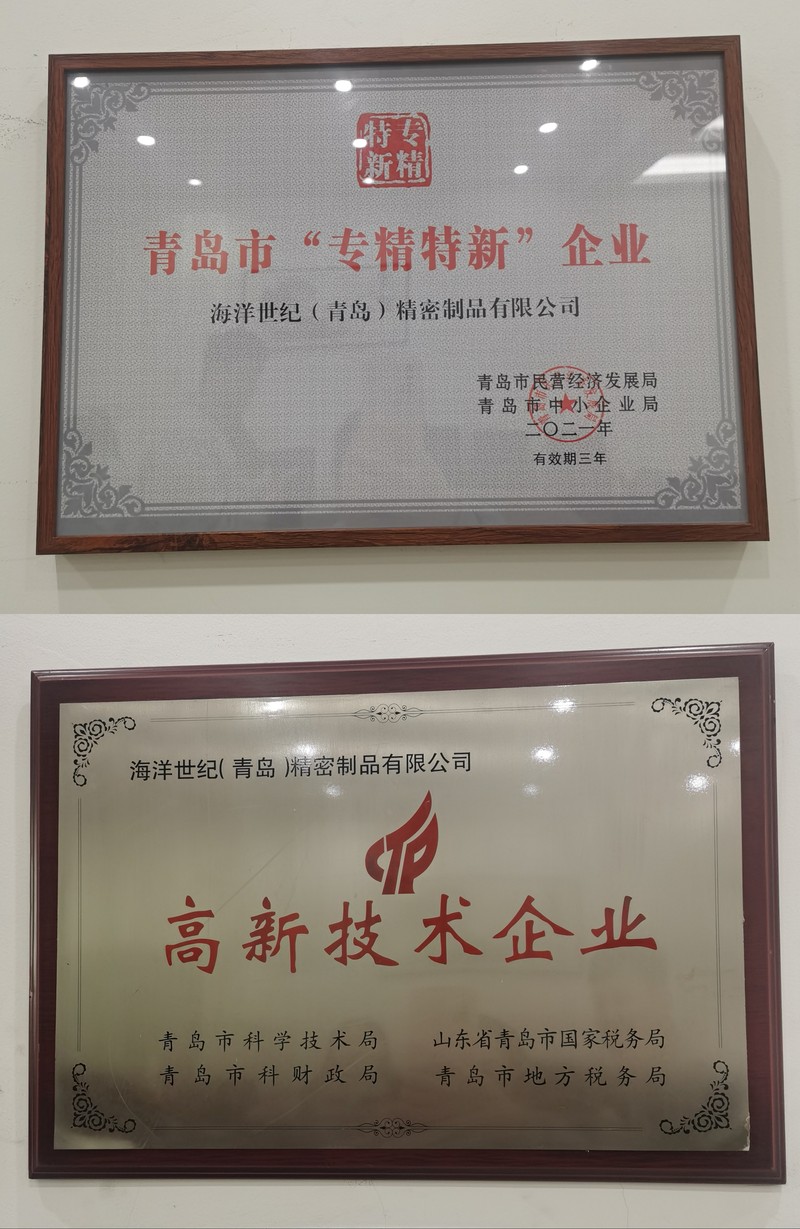 专精
特新
青岛市“专精特新”企业
海洋世纪（青岛）精密制品有限公司
青岛市民营经济发展局
青岛市中小企业局
二〇二一年
有效期三年
海洋世纪(青岛)精密制品有限公司
高新技术企业
青岛市科学技术局
山东省青岛市国家税务局
青岛市科财政局
青岛市地方税务局